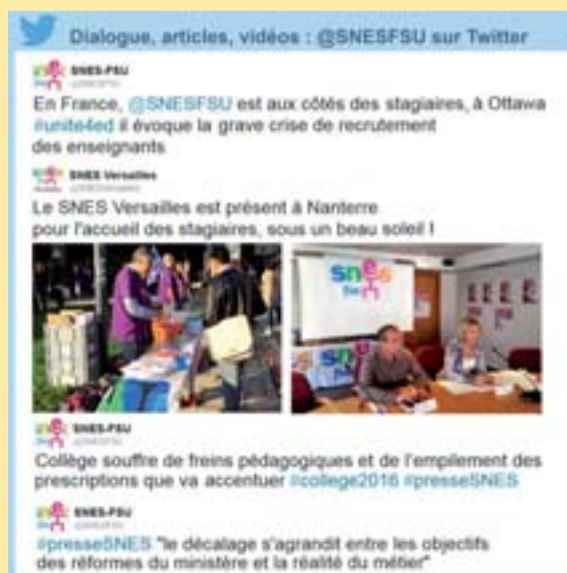 Dialogue, articles, vidéos : @SNESFSU sur Twitter
SNES-FSU
En France, @SNESFSU est aux côtés des stagiaires, à Ottawa
#unite4ed il évoque la grave crise de recrutement
des enseignants
SNES Versailles
Le SNES Versailles est présent à Nanterre
pour l'accueil des stagiaires, sous un beau soleil !
snes
fsu
SNES-FSU
Collège souffre de freins pédagogiques et de l'empilement des
prescriptions que va accentuer #college2016 #presseSNES
SNES-FSU
#presseSNES "le décalage s'agrandit entre les objectifs
des réformes du ministère et la réalité du métier"